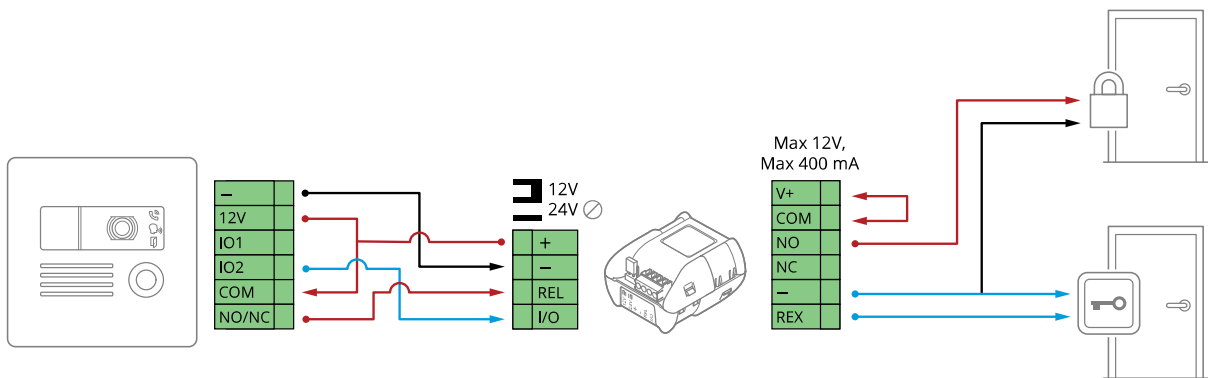 –
12V
IO1
IO2
COM
NO/NC
12V
24V
+
–
REL
I/O
Max 12V,
Max 400 mA
V+
COM
NO
NC
–
REX